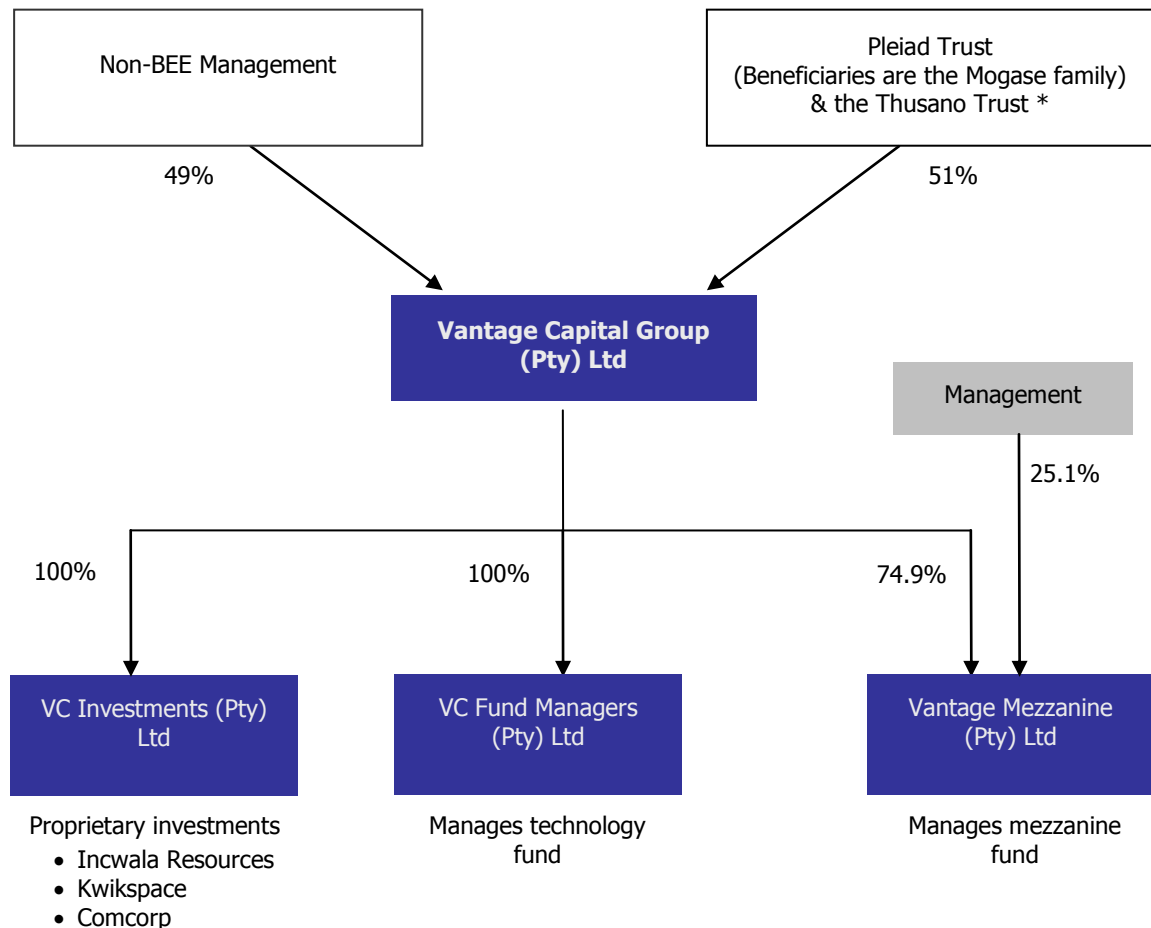 Non-BEE Management
Pleiad Trust
(Beneficiaries are the Mogase family)
& the Thusano Trust *
49%
51%
Vantage Capital Group
(Pty) Ltd
Management
25.1%
100%
100%
74.9%
VC Investments (Pty)
Ltd
VC Fund Managers
(Pty) Ltd
Vantage Mezzanine
(Pty) Ltd
Proprietary investments
• Incwala Resources
• Kwikspace
• Comcorp
Manages technology
fund
Manages mezzanine
fund